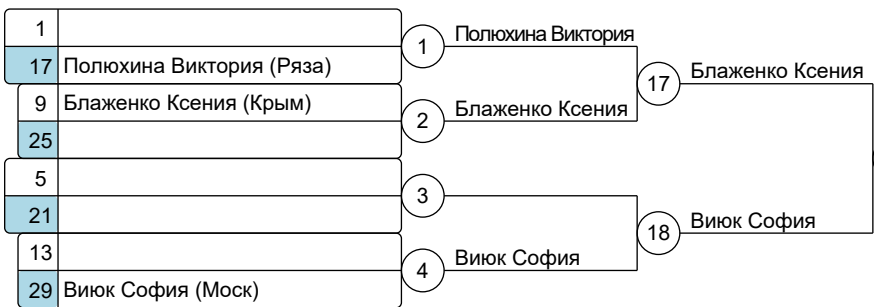 1
17 Полюхина Виктория (Ряза)
9 Блаженко Ксения (Крым)
25
5
21
13
29 Виюк София (Моск)
1 Полюхина Виктория
2 Блаженко Ксения
3
4 Виюк София
17 Блаженко Ксения
18 Виюк София